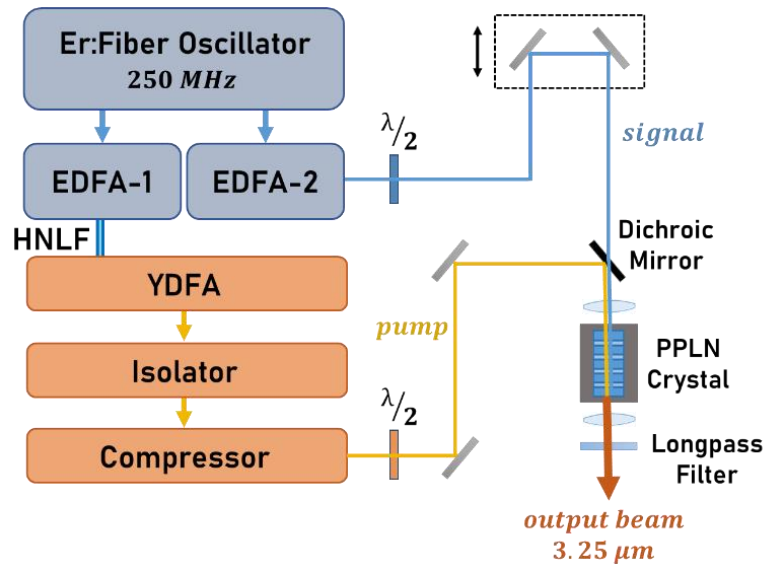 Er:Fiber Oscillator
250 MHz
EDFA-1
EDFA-2
λ/2
signal
HNLF
Dichroic
Mirror
YDFA
pump
Isolator
PPLN
Crystal
λ/2
Compressor
Longpass
Filter
output beam
3.25 μm